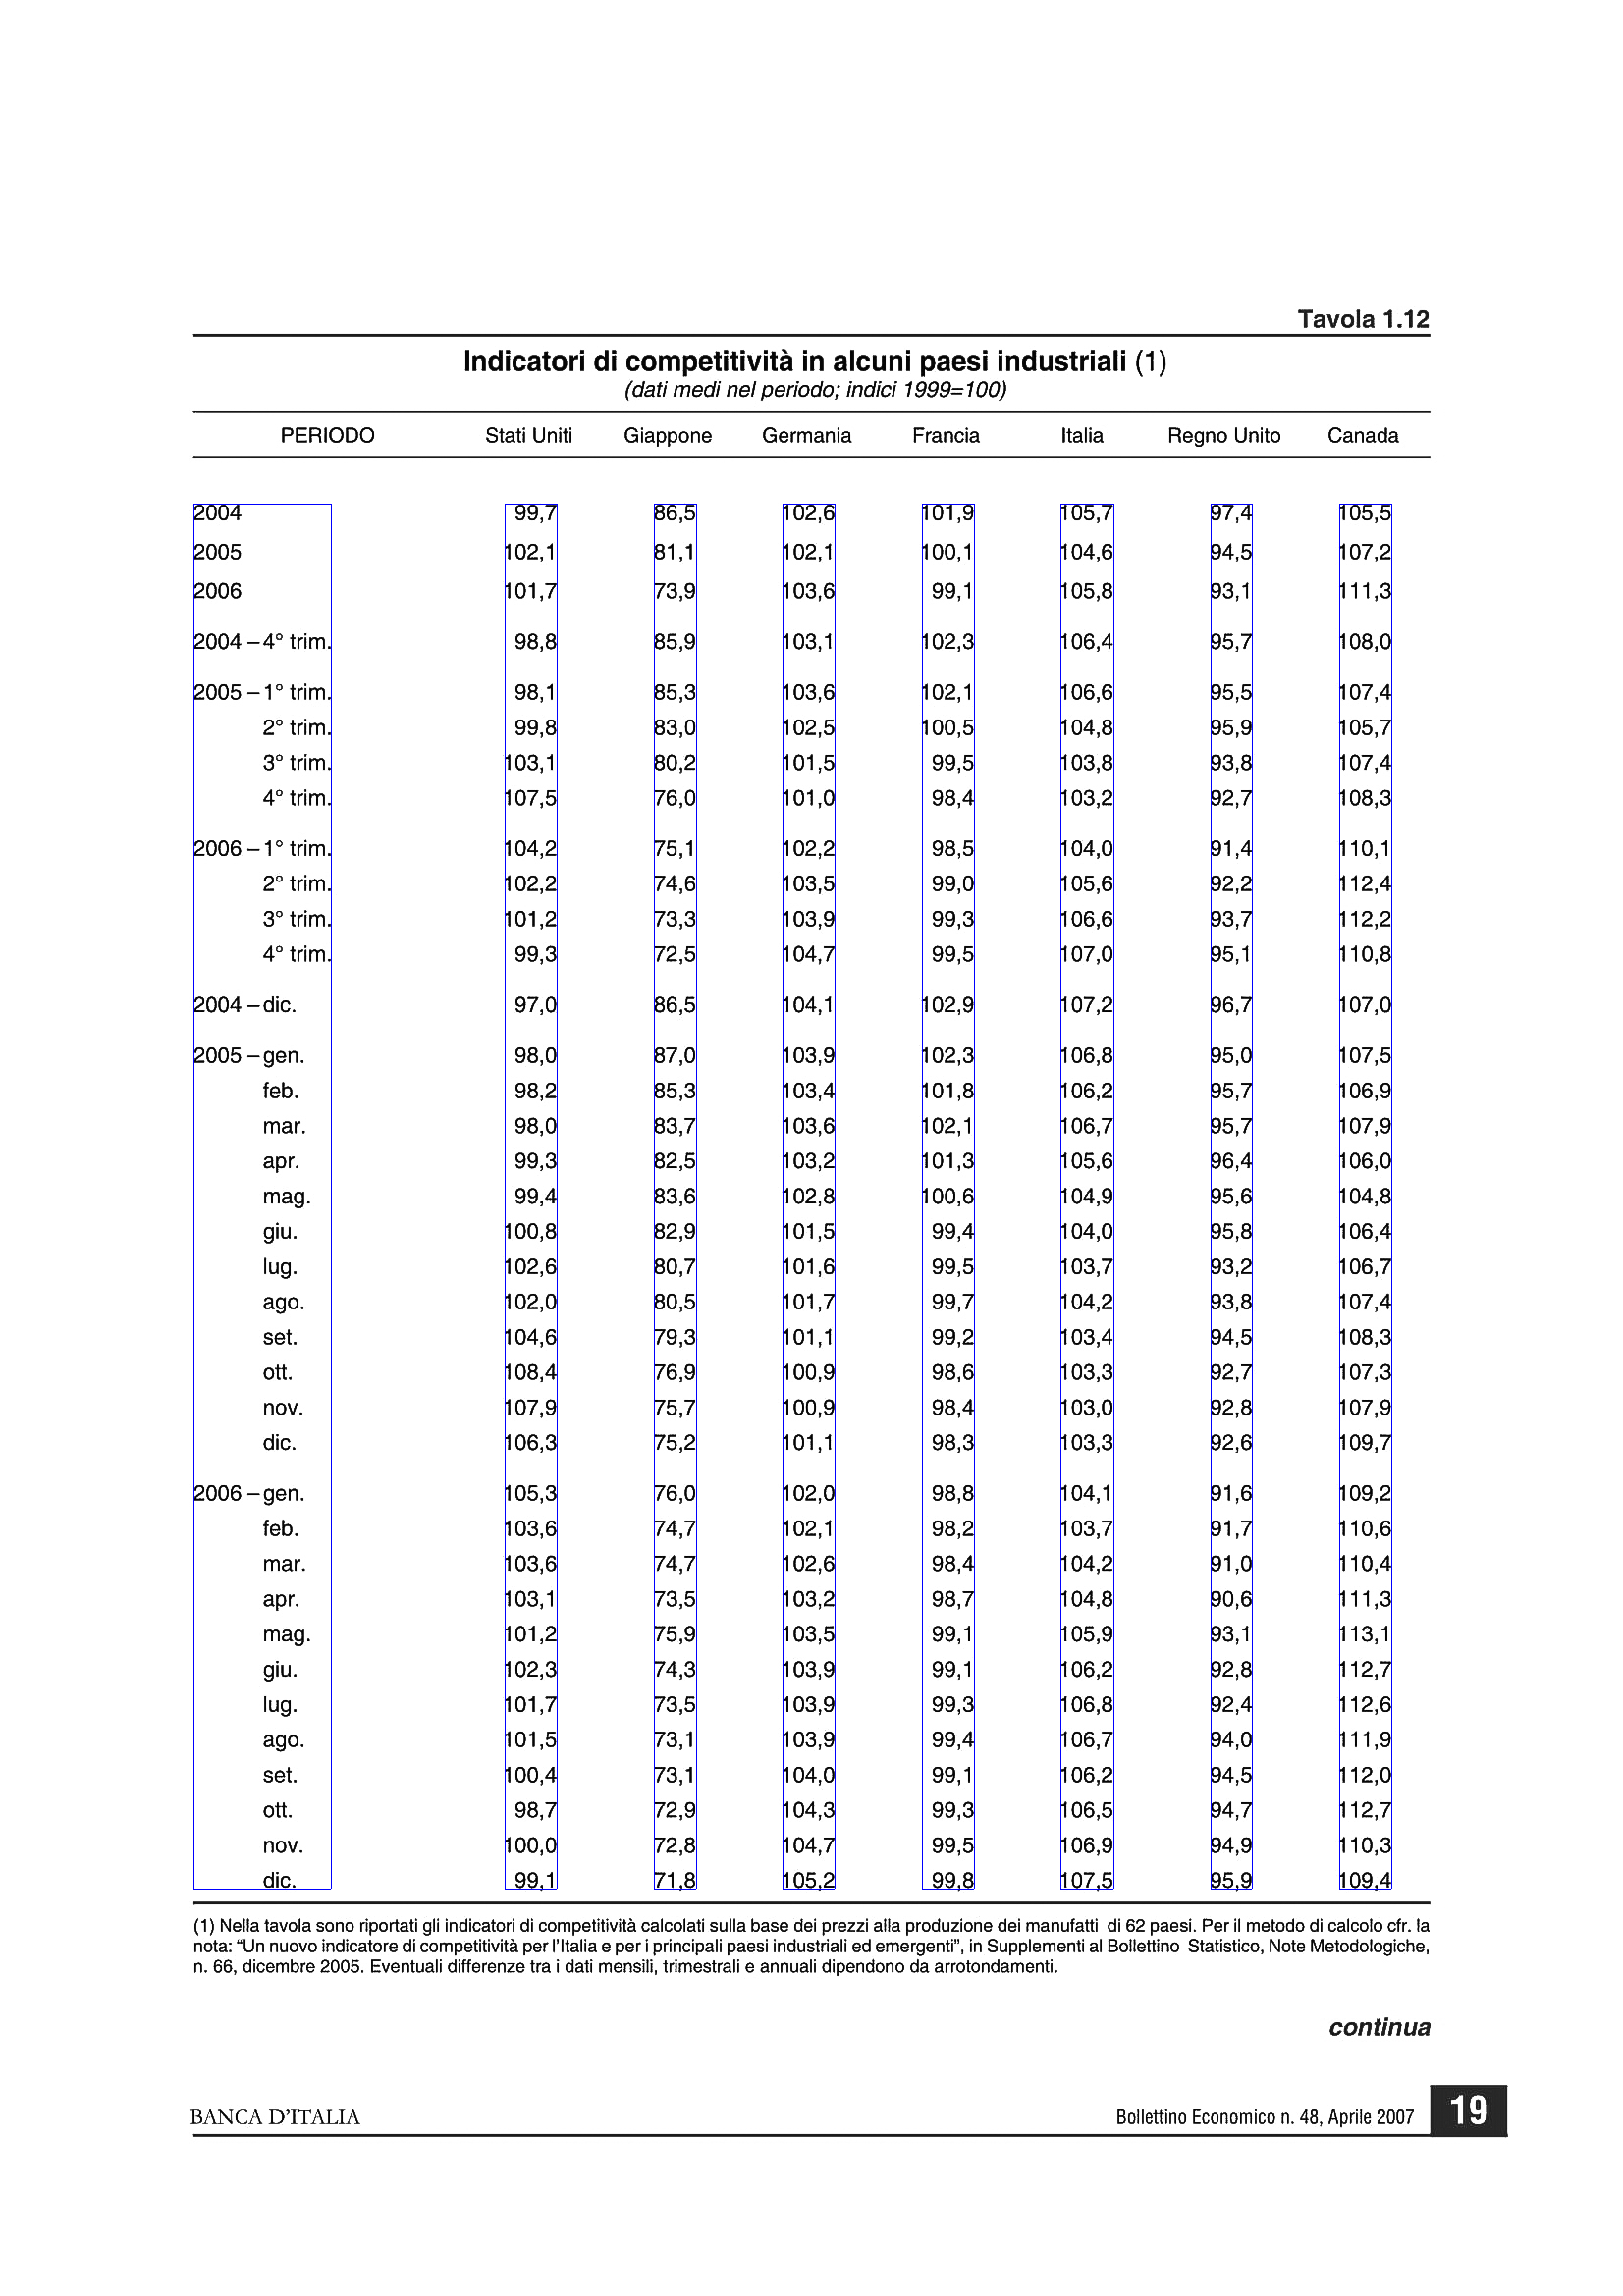 Tavola 1.12
Indicatori di competitività in alcuni paesi industriali (1)
(dati medi nel periodo; indici 1999=100)
PERIODO Stati Uniti Giappone Germania Francia Italia Regno Unito Canada
2004 99,7 86,5 102,6 101,9 105,7 97,4 105,5
2005 102,1 81,1 102,1 100,1 104,6 94,5 107,2
2006 101,7 73,9 103,6 99,1 105,8 93,1 111,3
2004 – 4° trim. 98,8 85,9 103,1 102,3 106,4 95,7 108,0
2005 – 1° trim. 98,1 85,3 103,6 102,1 106,6 95,5 107,4
2° trim. 99,8 83,0 102,5 100,5 104,8 95,9 105,7
3° trim. 103,1 80,2 101,5 99,5 103,8 93,8 107,4
4° trim. 107,5 76,0 101,0 98,4 103,2 92,7 108,3
2006 – 1° trim. 104,2 75,1 102,2 98,5 104,0 91,4 110,1
2° trim. 102,2 74,6 103,5 99,0 105,6 92,2 112,4
3° trim. 101,2 73,3 103,9 99,3 106,6 93,7 112,2
4° trim. 99,3 72,5 104,7 99,5 107,0 95,1 110,8
2004 – dic. 97,0 86,5 104,1 102,9 107,2 96,7 107,0
2005 – gen. 98,0 87,0 103,9 102,3 106,8 95,0 107,5
feb. 98,2 85,3 103,4 101,8 106,2 95,7 106,9
mar. 98,0 83,7 103,6 102,1 106,7 95,7 107,9
apr. 99,3 82,5 103,2 101,3 105,6 96,4 106,0
mag. 99,4 83,6 102,8 100,6 104,9 95,6 104,8
giu. 100,8 82,9 101,5 99,4 104,0 95,8 106,4
lug. 102,6 80,7 101,6 99,5 103,7 93,2 106,7
ago. 102,0 80,5 101,7 99,7 104,2 93,8 107,4
set. 104,6 79,3 101,1 99,2 103,4 94,5 108,3
ott. 108,4 76,9 100,9 98,6 103,3 92,7 107,3
nov. 107,9 75,7 100,9 98,4 103,0 92,8 107,9
dic. 106,3 75,2 101,1 98,3 103,3 92,6 109,7
2006 – gen. 105,3 76,0 102,0 98,8 104,1 91,6 109,2
feb. 103,6 74,7 102,1 98,2 103,7 91,7 110,6
mar. 103,6 74,7 102,6 98,4 104,2 91,0 110,4
apr. 103,1 73,5 103,2 98,7 104,8 90,6 111,3
mag. 101,2 75,9 103,5 99,1 105,9 93,1 113,1
giu. 102,3 74,3 103,9 99,1 106,2 92,8 112,7
lug. 101,7 73,5 103,9 99,3 106,8 92,4 112,6
ago. 101,5 73,1 103,9 99,4 106,7 94,0 111,9
set. 100,4 73,1 104,0 99,1 106,2 94,5 112,0
ott. 98,7 72,9 104,3 99,3 106,5 94,7 112,7
nov. 100,0 72,8 104,7 99,5 106,9 94,9 110,3
dic. 99,1 71,8 105,2 99,8 107,5 95,9 109,4
(1) Nella tavola sono riportati gli indicatori di competitività calcolati sulla base dei prezzi alla produzione dei manufatti di 62 paesi. Per il metodo di calcolo cfr. la
nota: “Un nuovo indicatore di competitività per l’Italia e per i principali paesi industriali ed emergenti”, in Supplementi al Bollettino Statistico, Note Metodologiche,
n. 66, dicembre 2005. Eventuali differenze tra i dati mensili, trimestrali e annuali dipendono da arrotondamenti.
continua
BANCA D’ITALIA Bollettino Economico n. 48, Aprile 2007 19